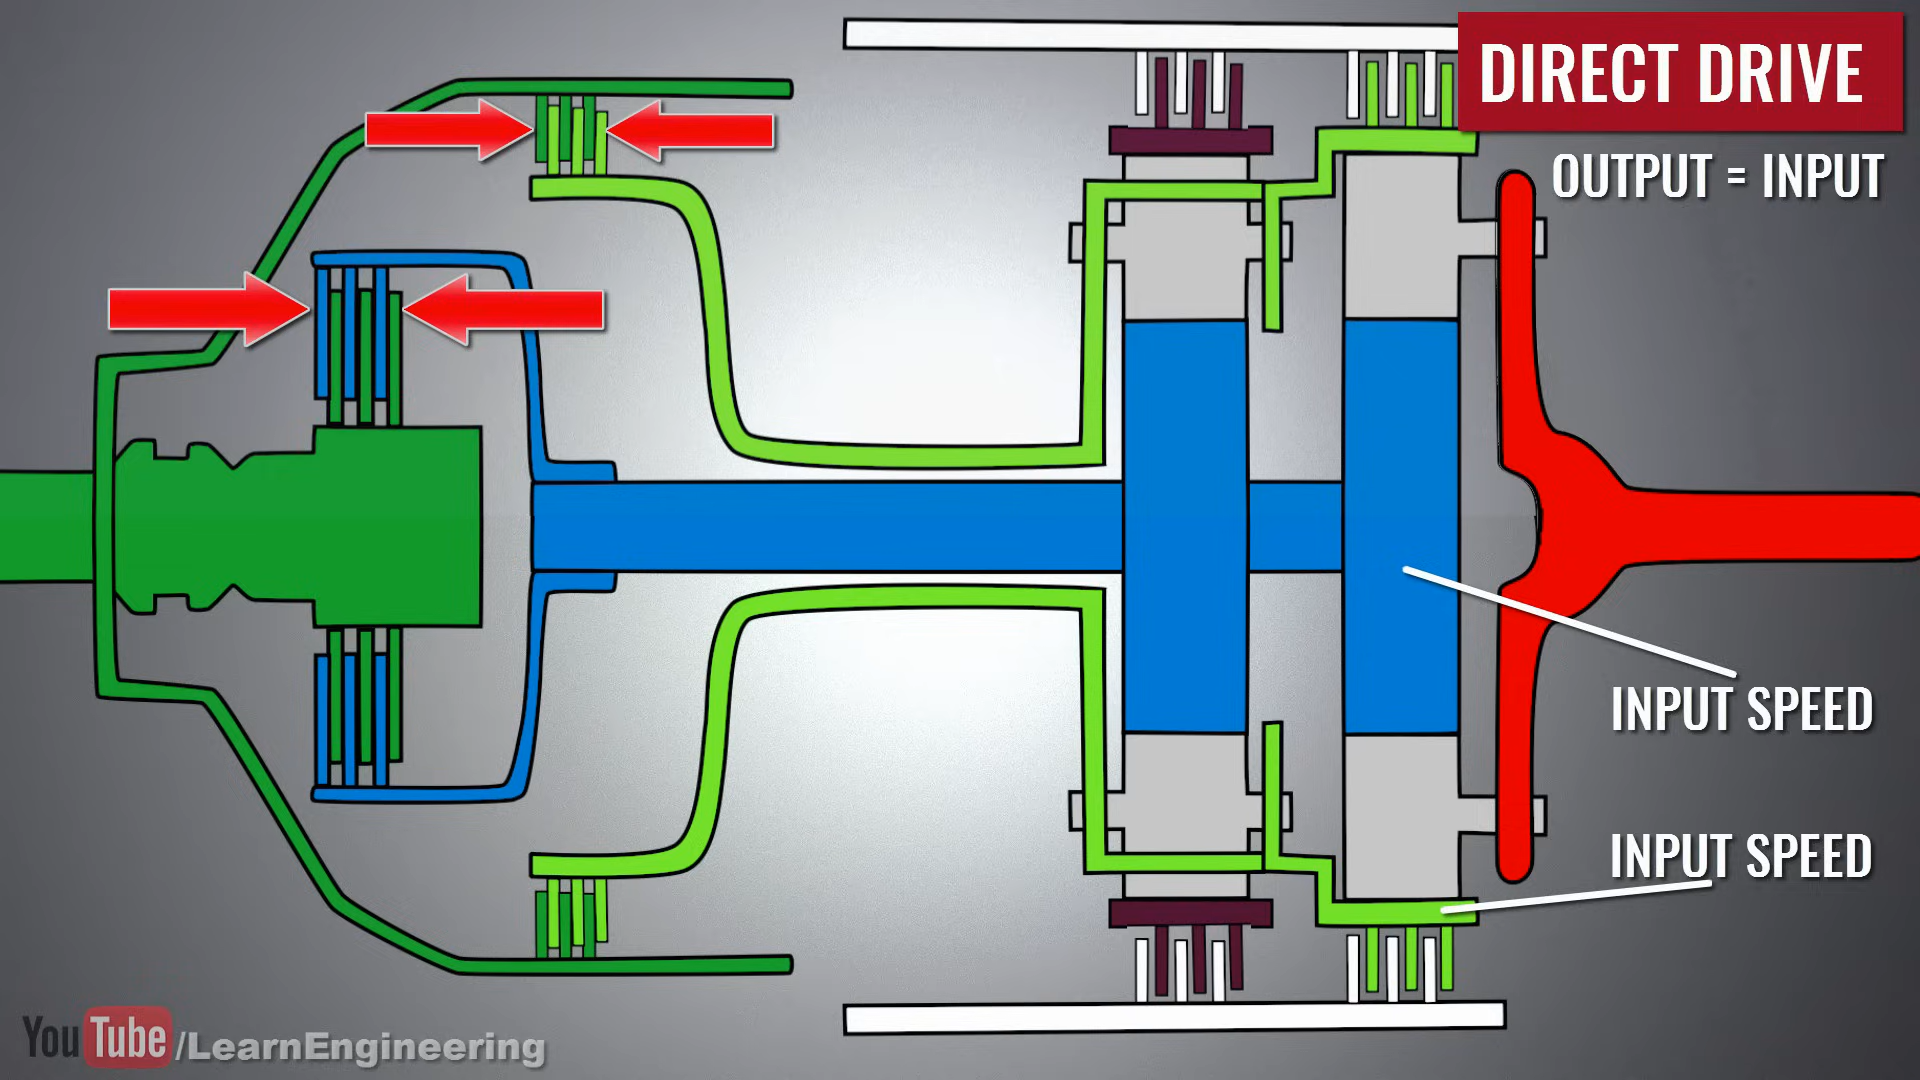 DIRECT DRIVE
OUTPUT = INPUT
INPUT SPEED
INPUT SPEED
YouTube/LearnEngineering